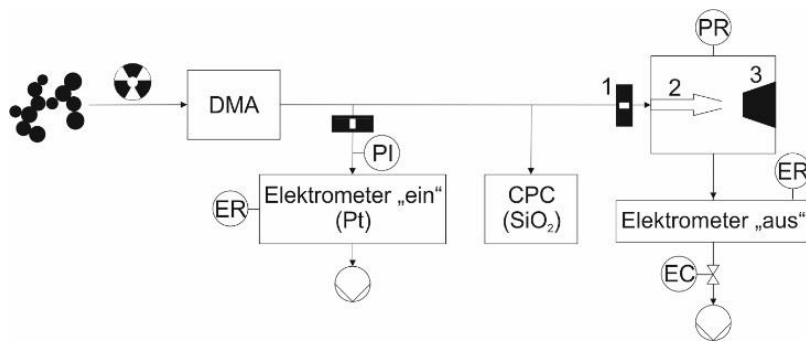 PR
1
2
3
DMA
PI
ER
ER
Elektrometer „ein“
(Pt)
CPC
(SiO₂)
Elektrometer „aus“
EC